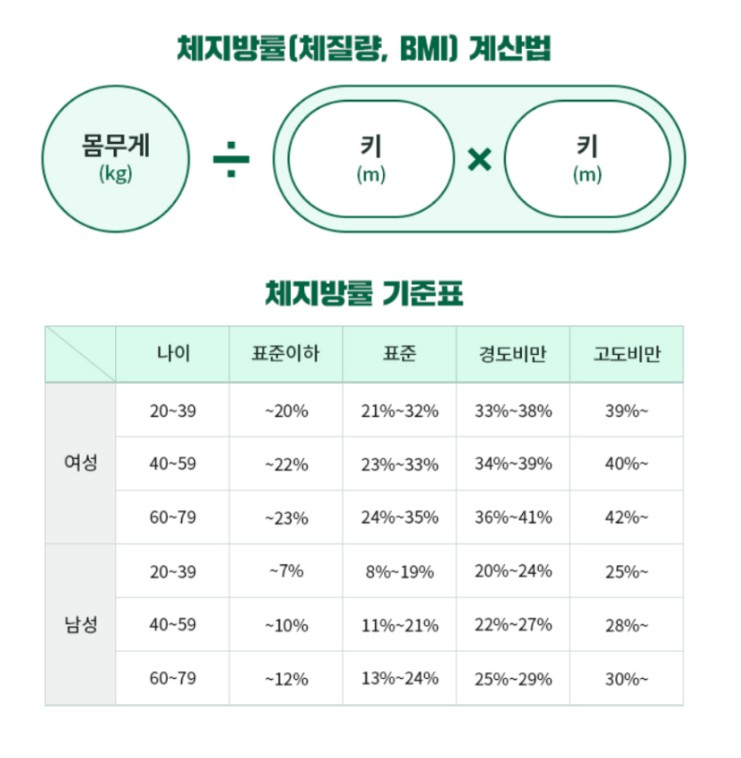 체지방률(체질량, BMI) 계산법
몸무게
(kg)
÷
키
(m)
×
키
(m)
체지방률 기준표
나이 표준이하 표준 경도비만 고도비만
여성
20~39 ~20% 21%~32% 33%~38% 39%~
40~59 ~22% 23%~33% 34%~39% 40%~
60~79 ~23% 24%~35% 36%~41% 42%~
남성
20~39 ~7% 8%~19% 20%~24% 25%~
40~59 ~10% 11%~21% 22%~27% 28%~
60~79 ~12% 13%~24% 25%~29% 30%~